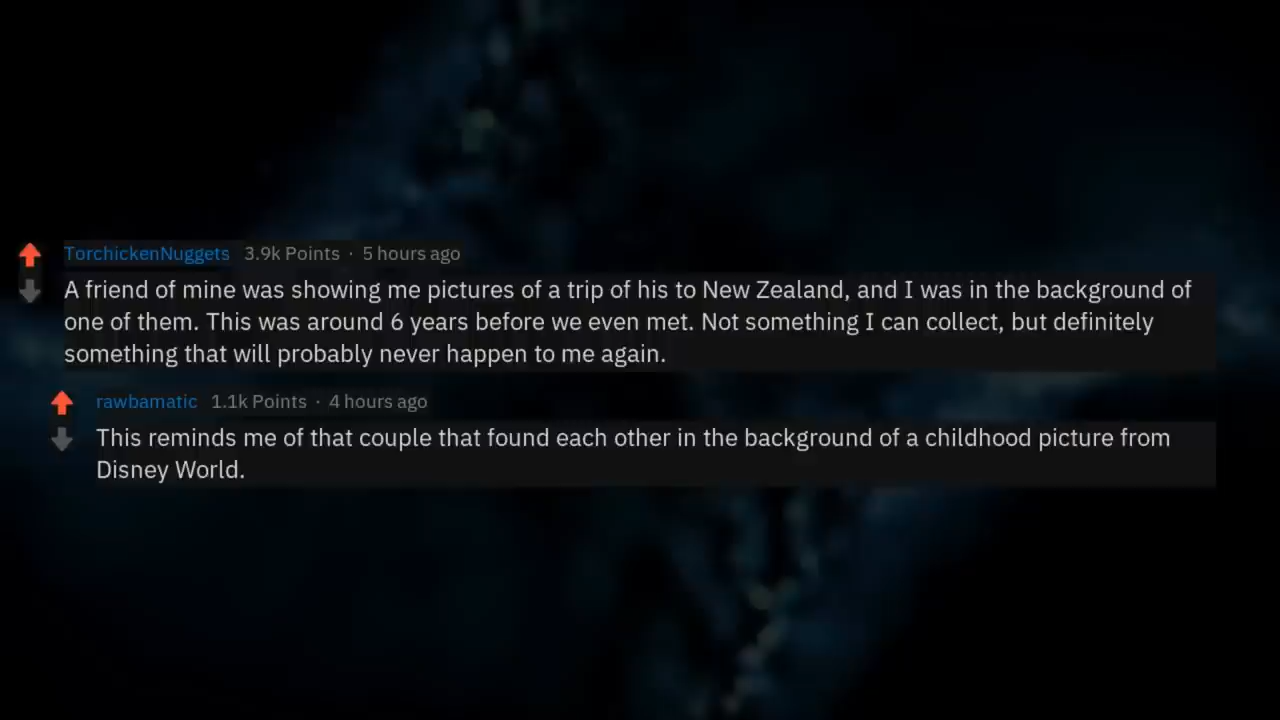 TorchickenNuggets 3.9k Points · 5 hours ago
A friend of mine was showing me pictures of a trip of his to New Zealand, and I was in the background of
one of them. This was around 6 years before we even met. Not something I can collect, but definitely
something that will probably never happen to me again.
rawbamatic 1.1k Points · 4 hours ago
This reminds me of that couple that found each other in the background of a childhood picture from
Disney World.